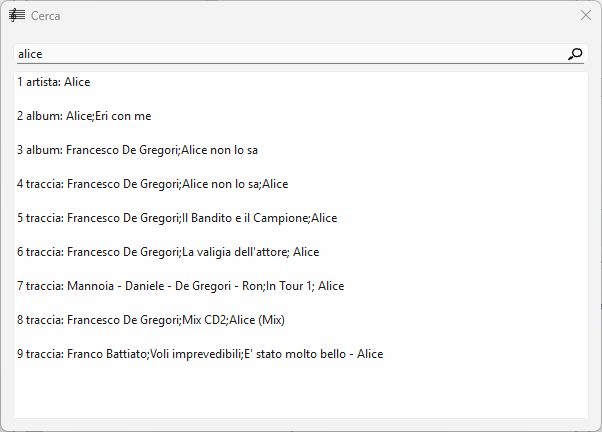 Cerca
alice
1 artista: Alice
2 album: Alice;Eri con me
3 album: Francesco De Gregori;Alice non lo sa
4 traccia: Francesco De Gregori;Alice non lo sa;Alice
5 traccia: Francesco De Gregori;Il Bandito e il Campione;Alice
6 traccia: Francesco De Gregori;La valigia dell'attore; Alice
7 traccia: Mannoia - Daniele - De Gregori - Ron;In Tour 1; Alice
8 traccia: Francesco De Gregori;Mix CD2;Alice (Mix)
9 traccia: Franco Battiato;Voli imprevedibili;E' stato molto bello - Alice